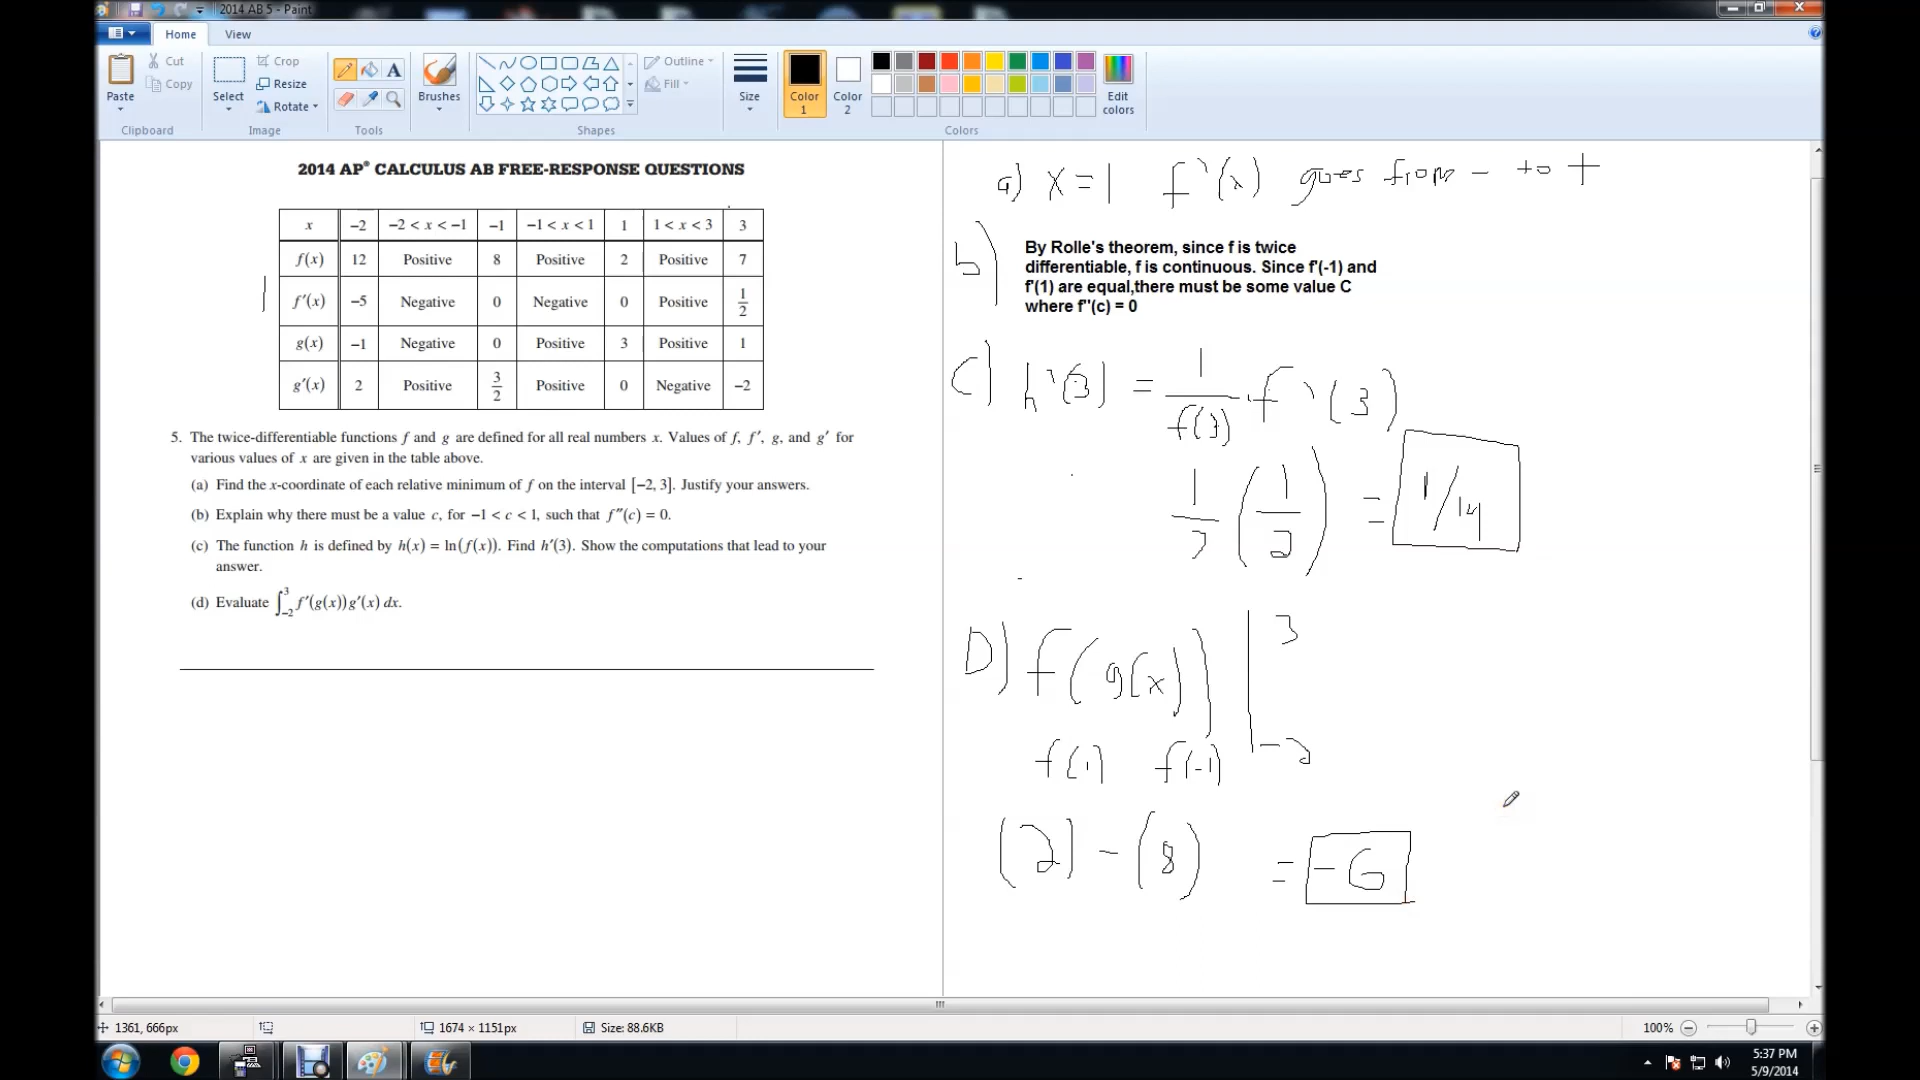 2014 AB 5 - Paint
Home View
Paste
Cut
Copy
Clipboard
Select
Crop
Resize
Rotate
Image
Tools
Brushes
Shapes
Outline
Fill
Size
Color 1
Color 2
Edit colors
Colors
2014 AP® CALCULUS AB FREE-RESPONSE QUESTIONS
x −2 −2 < x < −1 −1 −1 < x < 1 1 1 < x < 3 3
f(x) 12 Positive 8 Positive 2 Positive 7
f′(x) −5 Negative 0 Negative 0 Positive 1/2
g(x) −1 Negative 0 Positive 3 Positive 1
g′(x) 2 Positive 3/2 Positive 0 Negative −2
5. The twice-differentiable functions f and g are defined for all real numbers x. Values of f, f′, g, and g′ for
various values of x are given in the table above.
(a) Find the x-coordinate of each relative minimum of f on the interval [−2, 3]. Justify your answers.
(b) Explain why there must be a value c, for −1 < c < 1, such that f″(c) = 0.
(c) The function h is defined by h(x) = ln(f(x)). Find h′(3). Show the computations that lead to your
answer.
(d) Evaluate ∫_{−2}^{3} f′(g(x))g′(x) dx.
a) x = 1 f'(x) goes from - to +
b)
By Rolle's theorem, since f is twice
differentiable, f is continuous. Since f'(-1) and
f'(1) are equal,there must be some value C
where f"(c) = 0
C) h'(3) = 1/f(3) · f'(3)
1/7 (1/2) = 1/14
D) f(g(x)) | 3 -2
f(1) f(-1)
(2) - (8) = -6
1361, 666px
1674 × 1151px
Size: 88.6KB
100%
5:37 PM
5/9/2014